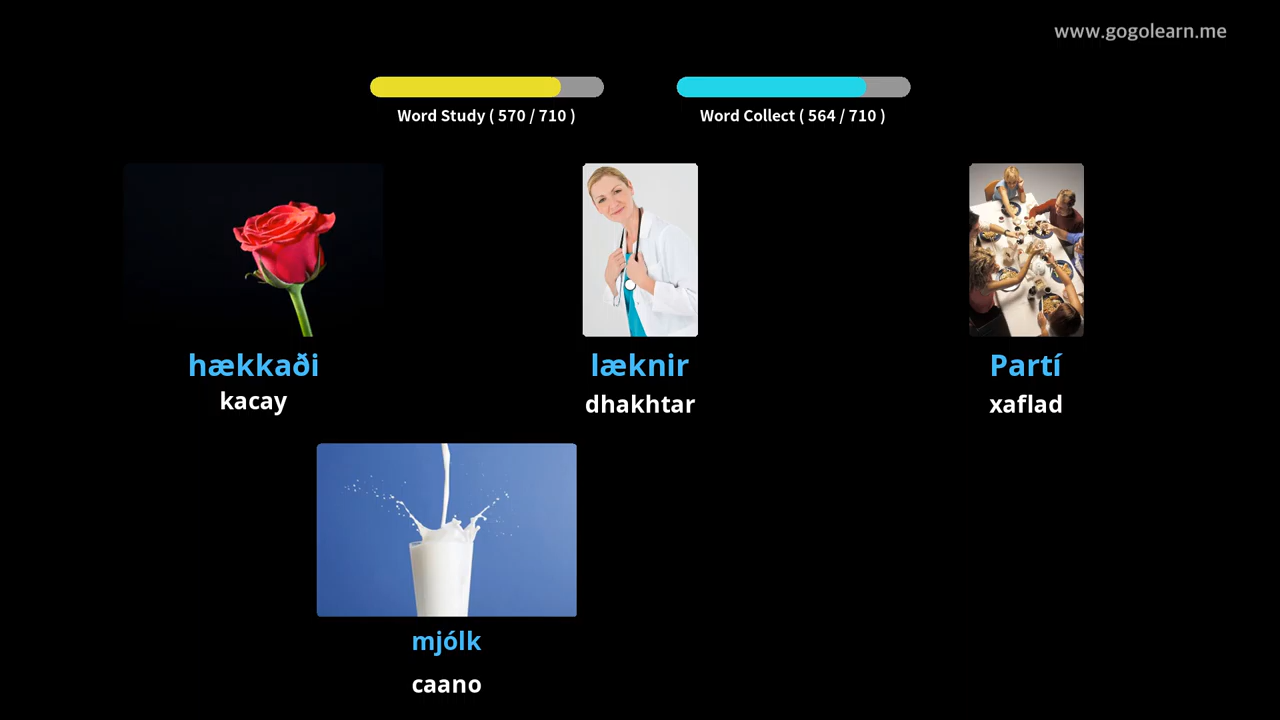 www.gogolearn.me
Word Study ( 570 / 710 )
Word Collect ( 564 / 710 )
hækkaði
kacay
læknir
dhakhtar
Partí
xaflad
mjólk
caano